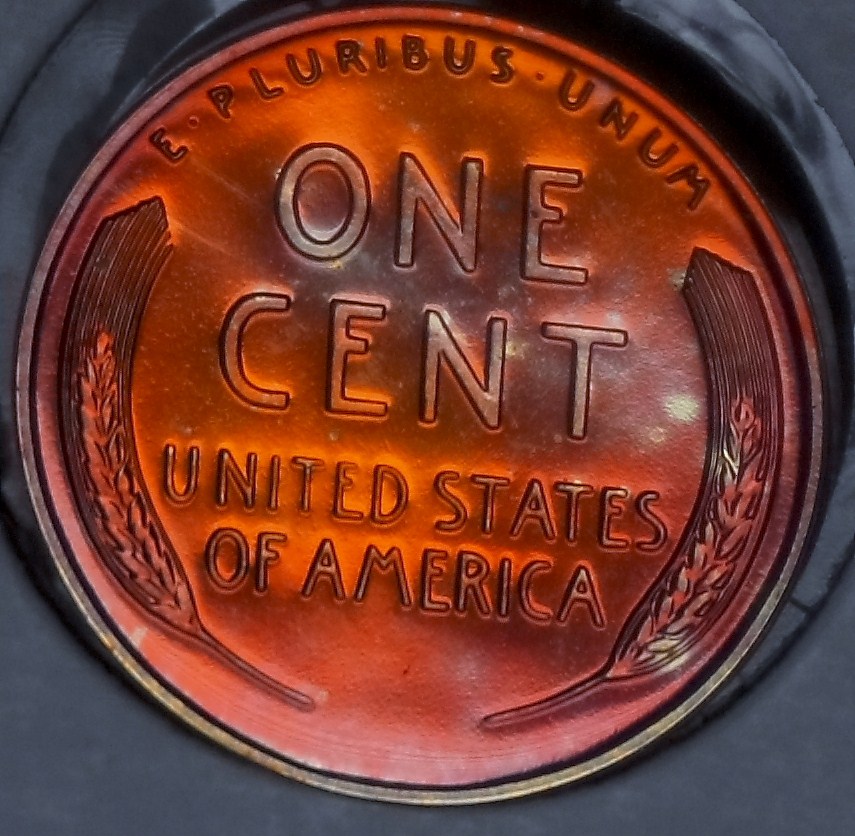 E · PLURIBUS · UNUM
ONE
CENT
UNITED STATES
OF AMERICA